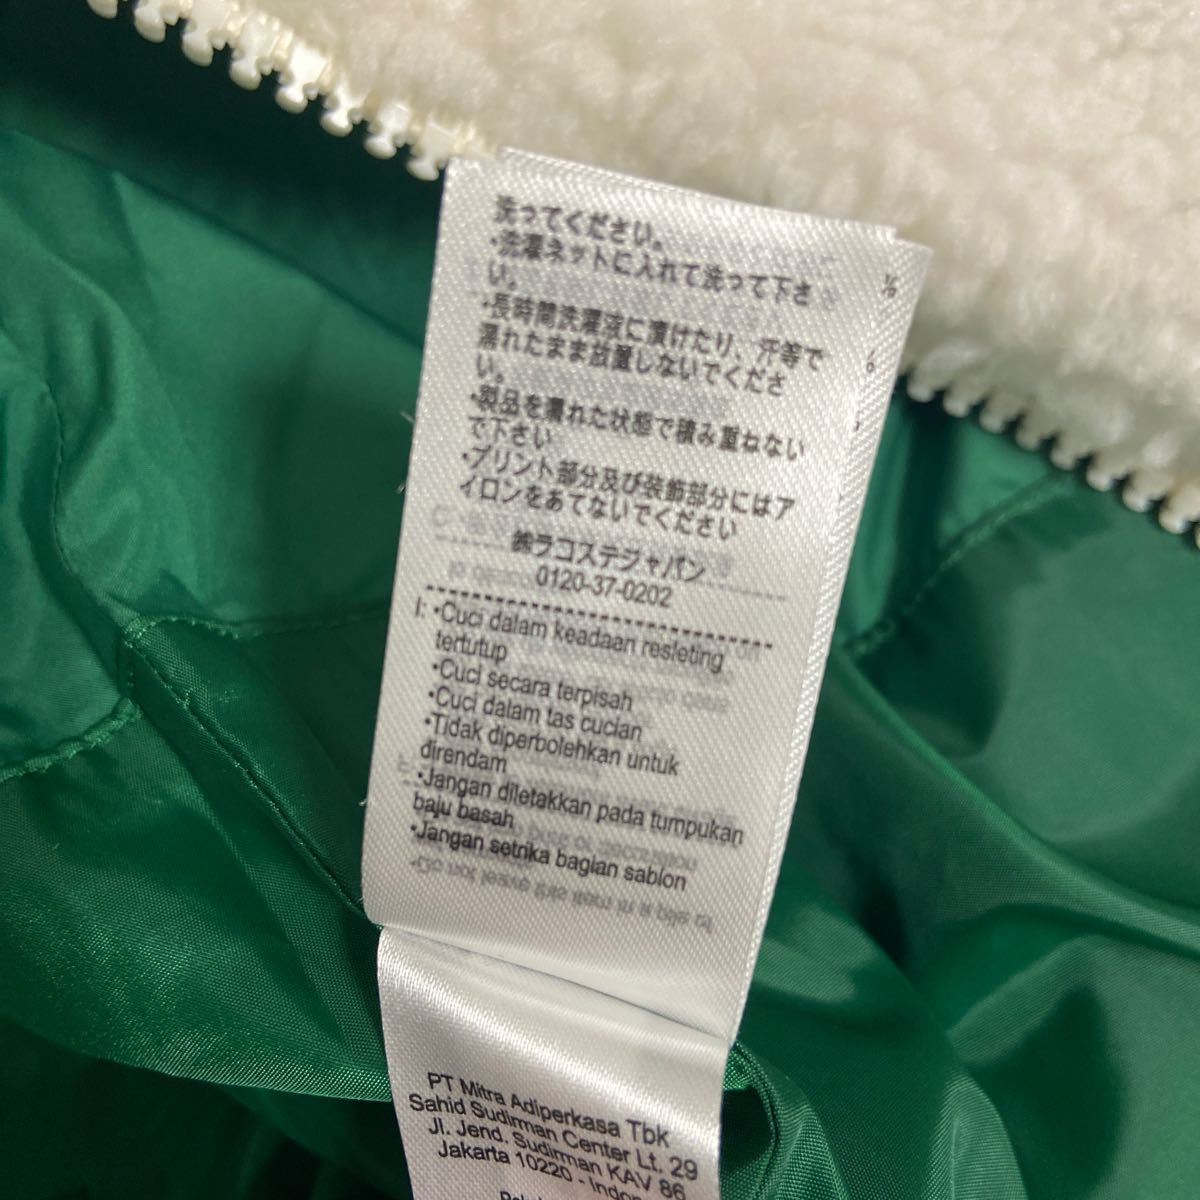 洗ってください。
・洗濯ネットに入れて洗って下さ
い。
・長時間洗濯液に漬けたり、汗等で
濡れたまま放置しないでくださ
い。
・製品を濡れた状態で積み重ねない
で下さい
・プリント部分及び装飾部分にはア
イロンをあてないでください
㈱ラコステジャパン
0120-37-0202
I: •Cuci dalam keadaan resleting
tertutup
•Cuci secara terpisah
•Cuci dalam tas cucian
•Tidak diperbolehkan untuk
direndam
•Jangan diletakkan pada tumpukan
baju basah
•Jangan setrika bagian sablon
PT Mitra Adiperkasa Tbk
Sahid Sudirman Center Lt. 29
Jl. Jend. Sudirman KAV 86
Jakarta 10220 - Indon